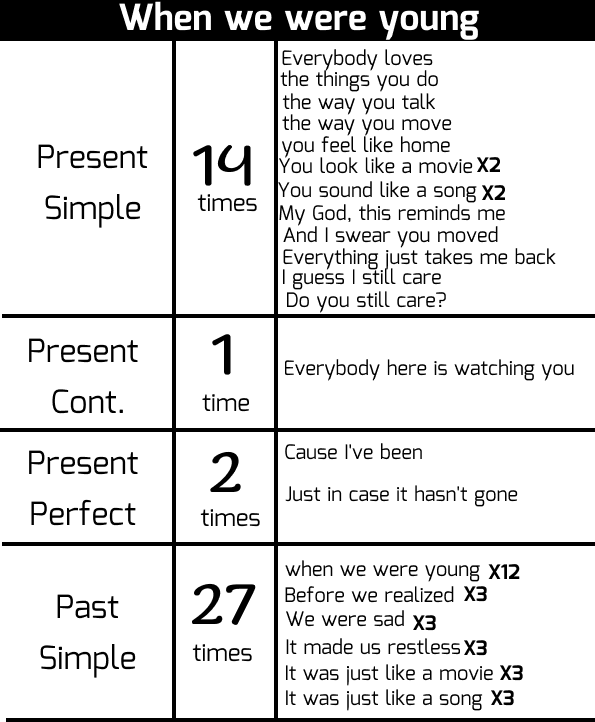 When we were young
Present
Simple
14
times
Everybody loves
the things you do
the way you talk
the way you move
you feel like home
You look like a movie X2
You sound like a song X2
My God, this reminds me
And I swear you moved
Everything just takes me back
I guess I still care
Do you still care?
Present
Cont.
1
time
Everybody here is watching you
Present
Perfect
2
times
Cause I've been
Just in case it hasn't gone
Past
Simple
27
times
when we were young X12
Before we realized X3
We were sad X3
It made us restless X3
It was just like a movie X3
It was just like a song X3